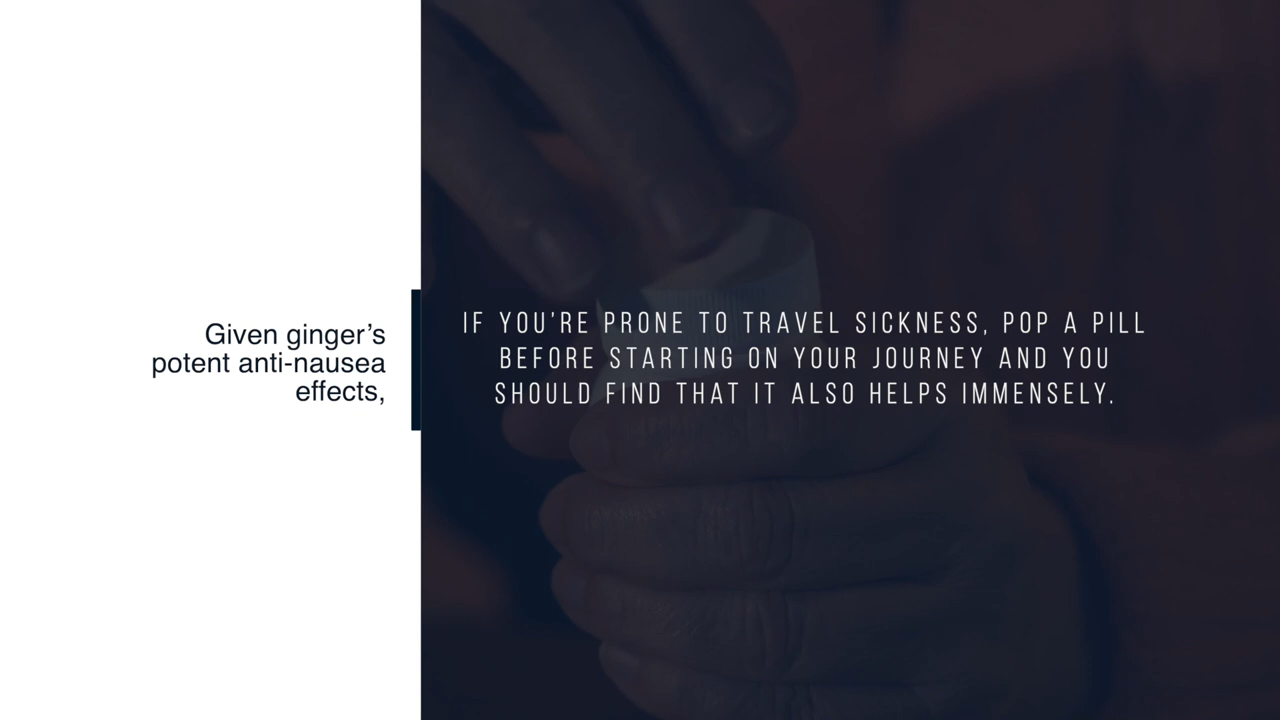 Given ginger’s
potent anti-nausea
effects,
IF YOU'RE PRONE TO TRAVEL SICKNESS, POP A PILL
BEFORE STARTING ON YOUR JOURNEY AND YOU
SHOULD FIND THAT IT ALSO HELPS IMMENSELY.